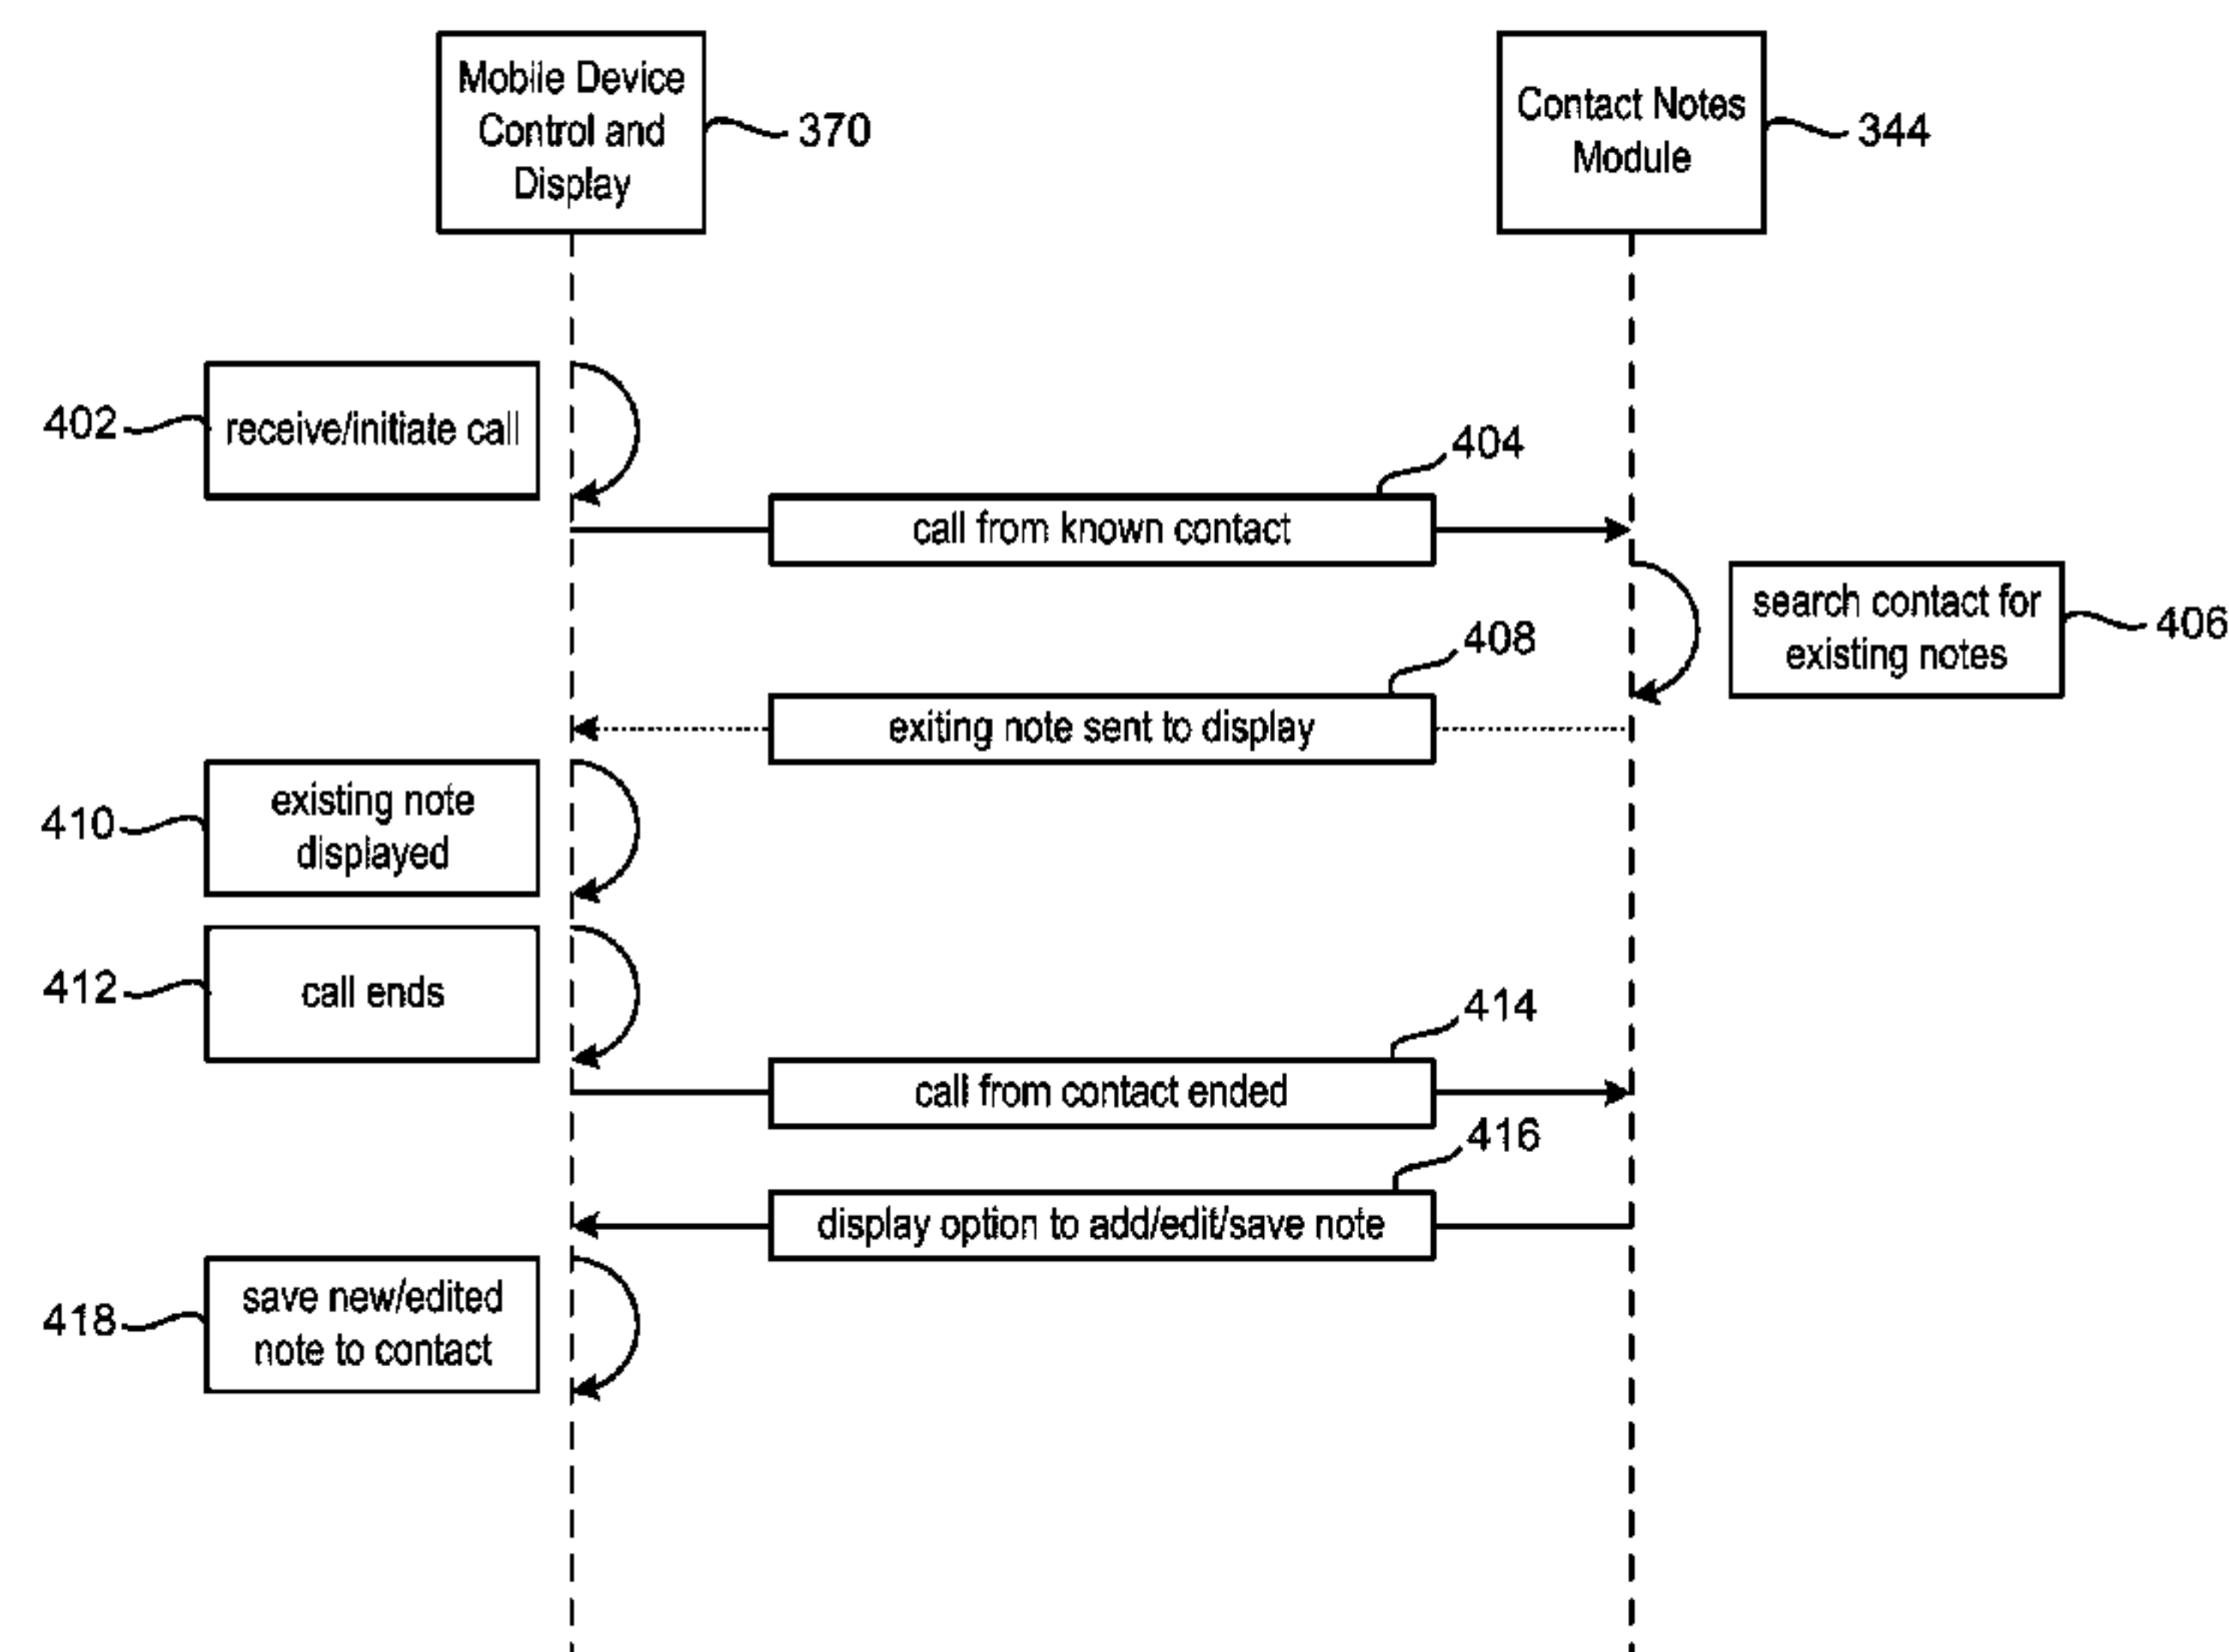 Mobile Device
Control and
Display
370
Contact Notes
Module
344
402
receive/initiate call
404
call from known contact
search contact for
existing notes
406
408
exiting note sent to display
410
existing note
displayed
412
call ends
414
call from contact ended
416
display option to add/edit/save note
418
save new/edited
note to contact